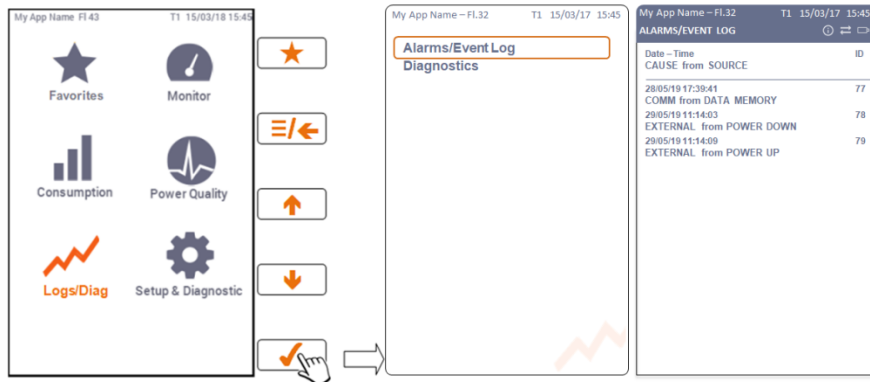 My App Name Fl 43 T1 15/03/18 15:45
Favorites Monitor
Consumption Power Quality
Logs/Diag Setup & Diagnostic
My App Name – Fl.32 T1 15/03/17 15:45
Alarms/Event Log
Diagnostics
My App Name – Fl.32 T1 15/03/17 15:45
ALARMS/EVENT LOG
Date – Time ID
CAUSE from SOURCE
28/05/19 17:39:41 77
COMM from DATA MEMORY
29/05/19 11:14:03 78
EXTERNAL from POWER DOWN
29/05/19 11:14:09 79
EXTERNAL from POWER UP